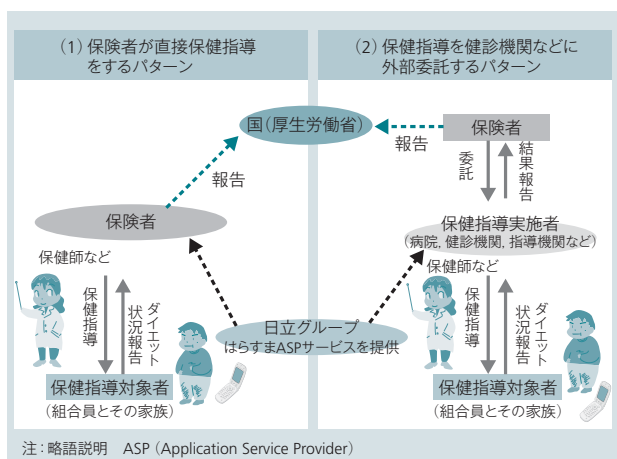 (1)保険者が直接保健指導
をするパターン
(2)保健指導を健診機関などに
外部委託するパターン
国(厚生労働省)
報告
保険者
保健師など
保健指導
ダイエット
状況報告
保健指導対象者
(組合員とその家族)
報告
保険者
委託
結果報告
保健指導実施者
(病院, 健診機関, 指導機関など)
保健師など
保健指導
ダイエット
状況報告
保健指導対象者
(組合員とその家族)
日立グループ
はらすまASPサービスを提供
注:略語説明 ASP(Application Service Provider)